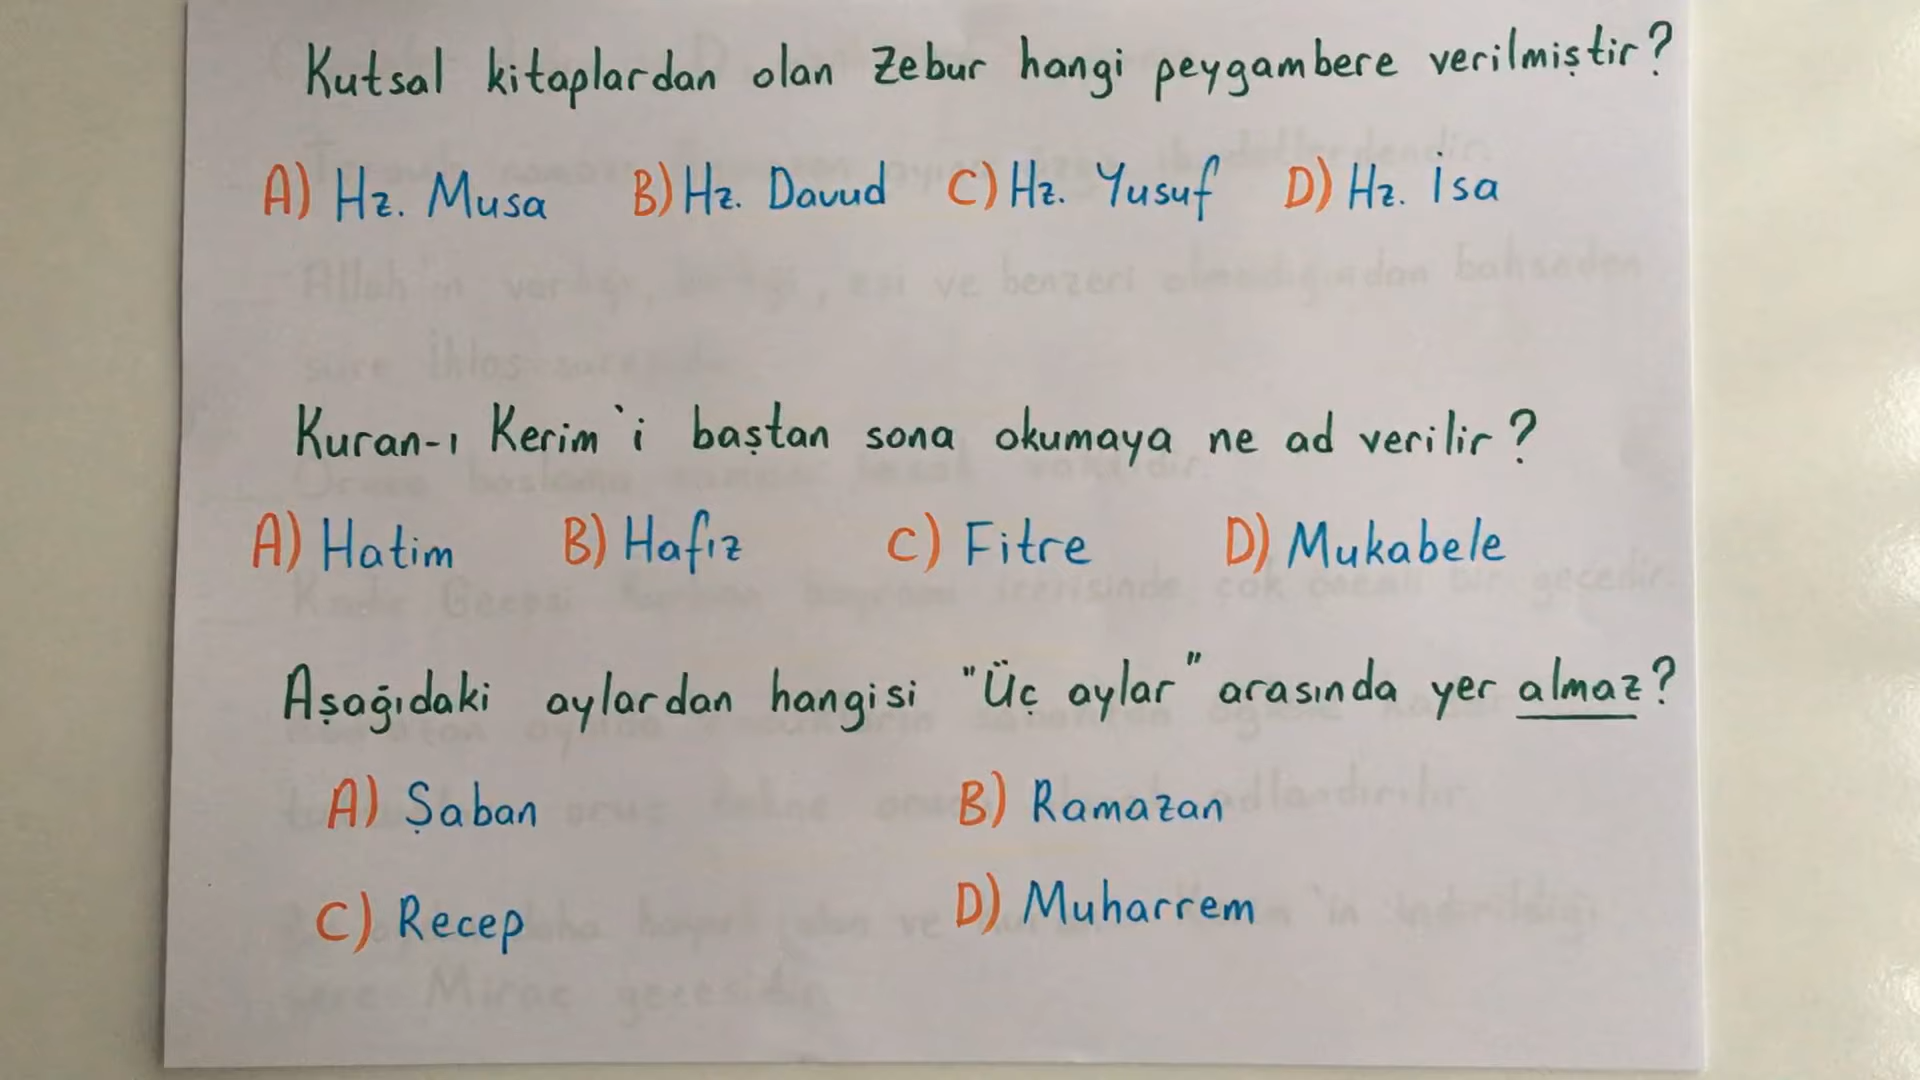 Kutsal kitaplardan olan Zebur hangi peygambere verilmiştir?
A) Hz. Musa B) Hz. Davud C) Hz. Yusuf D) Hz. İsa
Kuran-ı Kerim'i baştan sona okumaya ne ad verilir?
A) Hatim B) Hafız C) Fitre D) Mukabele
Aşağıdaki aylardan hangisi "Üç aylar" arasında yer almaz?
A) Şaban B) Ramazan
C) Recep D) Muharrem